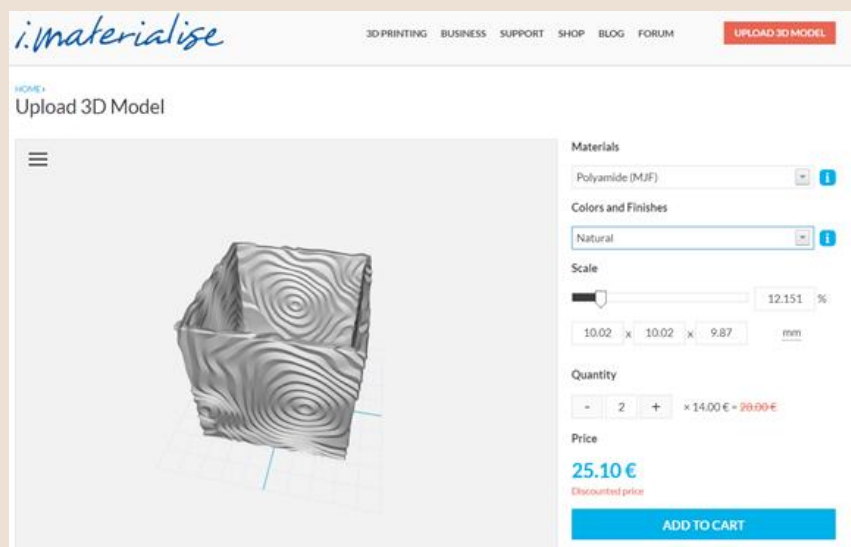 i.materialise
3D PRINTING BUSINESS SUPPORT SHOP BLOG FORUM UPLOAD 3D MODEL
HOME ›
Upload 3D Model
Materials
Polyamide (MJF)
Colors and Finishes
Natural
Scale
12.151 %
10.02 x 10.02 x 9.87 mm
Quantity
- 2 + × 14.00 € = 28.00 €
Price
25.10 €
Discounted price
ADD TO CART